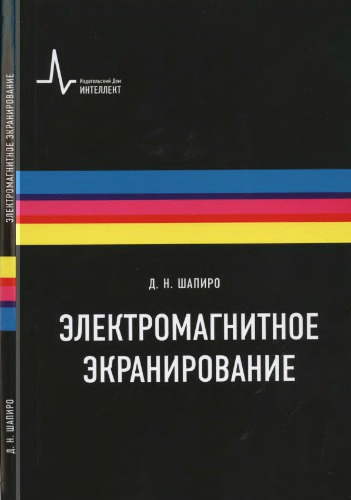 Издательский Дом
ИНТЕЛЛЕКТ
Д. Н. ШАПИРО
ЭЛЕКТРОМАГНИТНОЕ
ЭКРАНИРОВАНИЕ
ЭЛЕКТРОМАГНИТНОЕ ЭКРАНИРОВАНИЕ
Д. Н. ШАПИРО